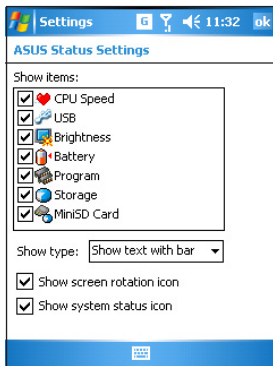 Settings G 11:32 ok
ASUS Status Settings
Show items:
CPU Speed
USB
Brightness
Battery
Program
Storage
MiniSD Card
Show type: Show text with bar
Show screen rotation icon
Show system status icon